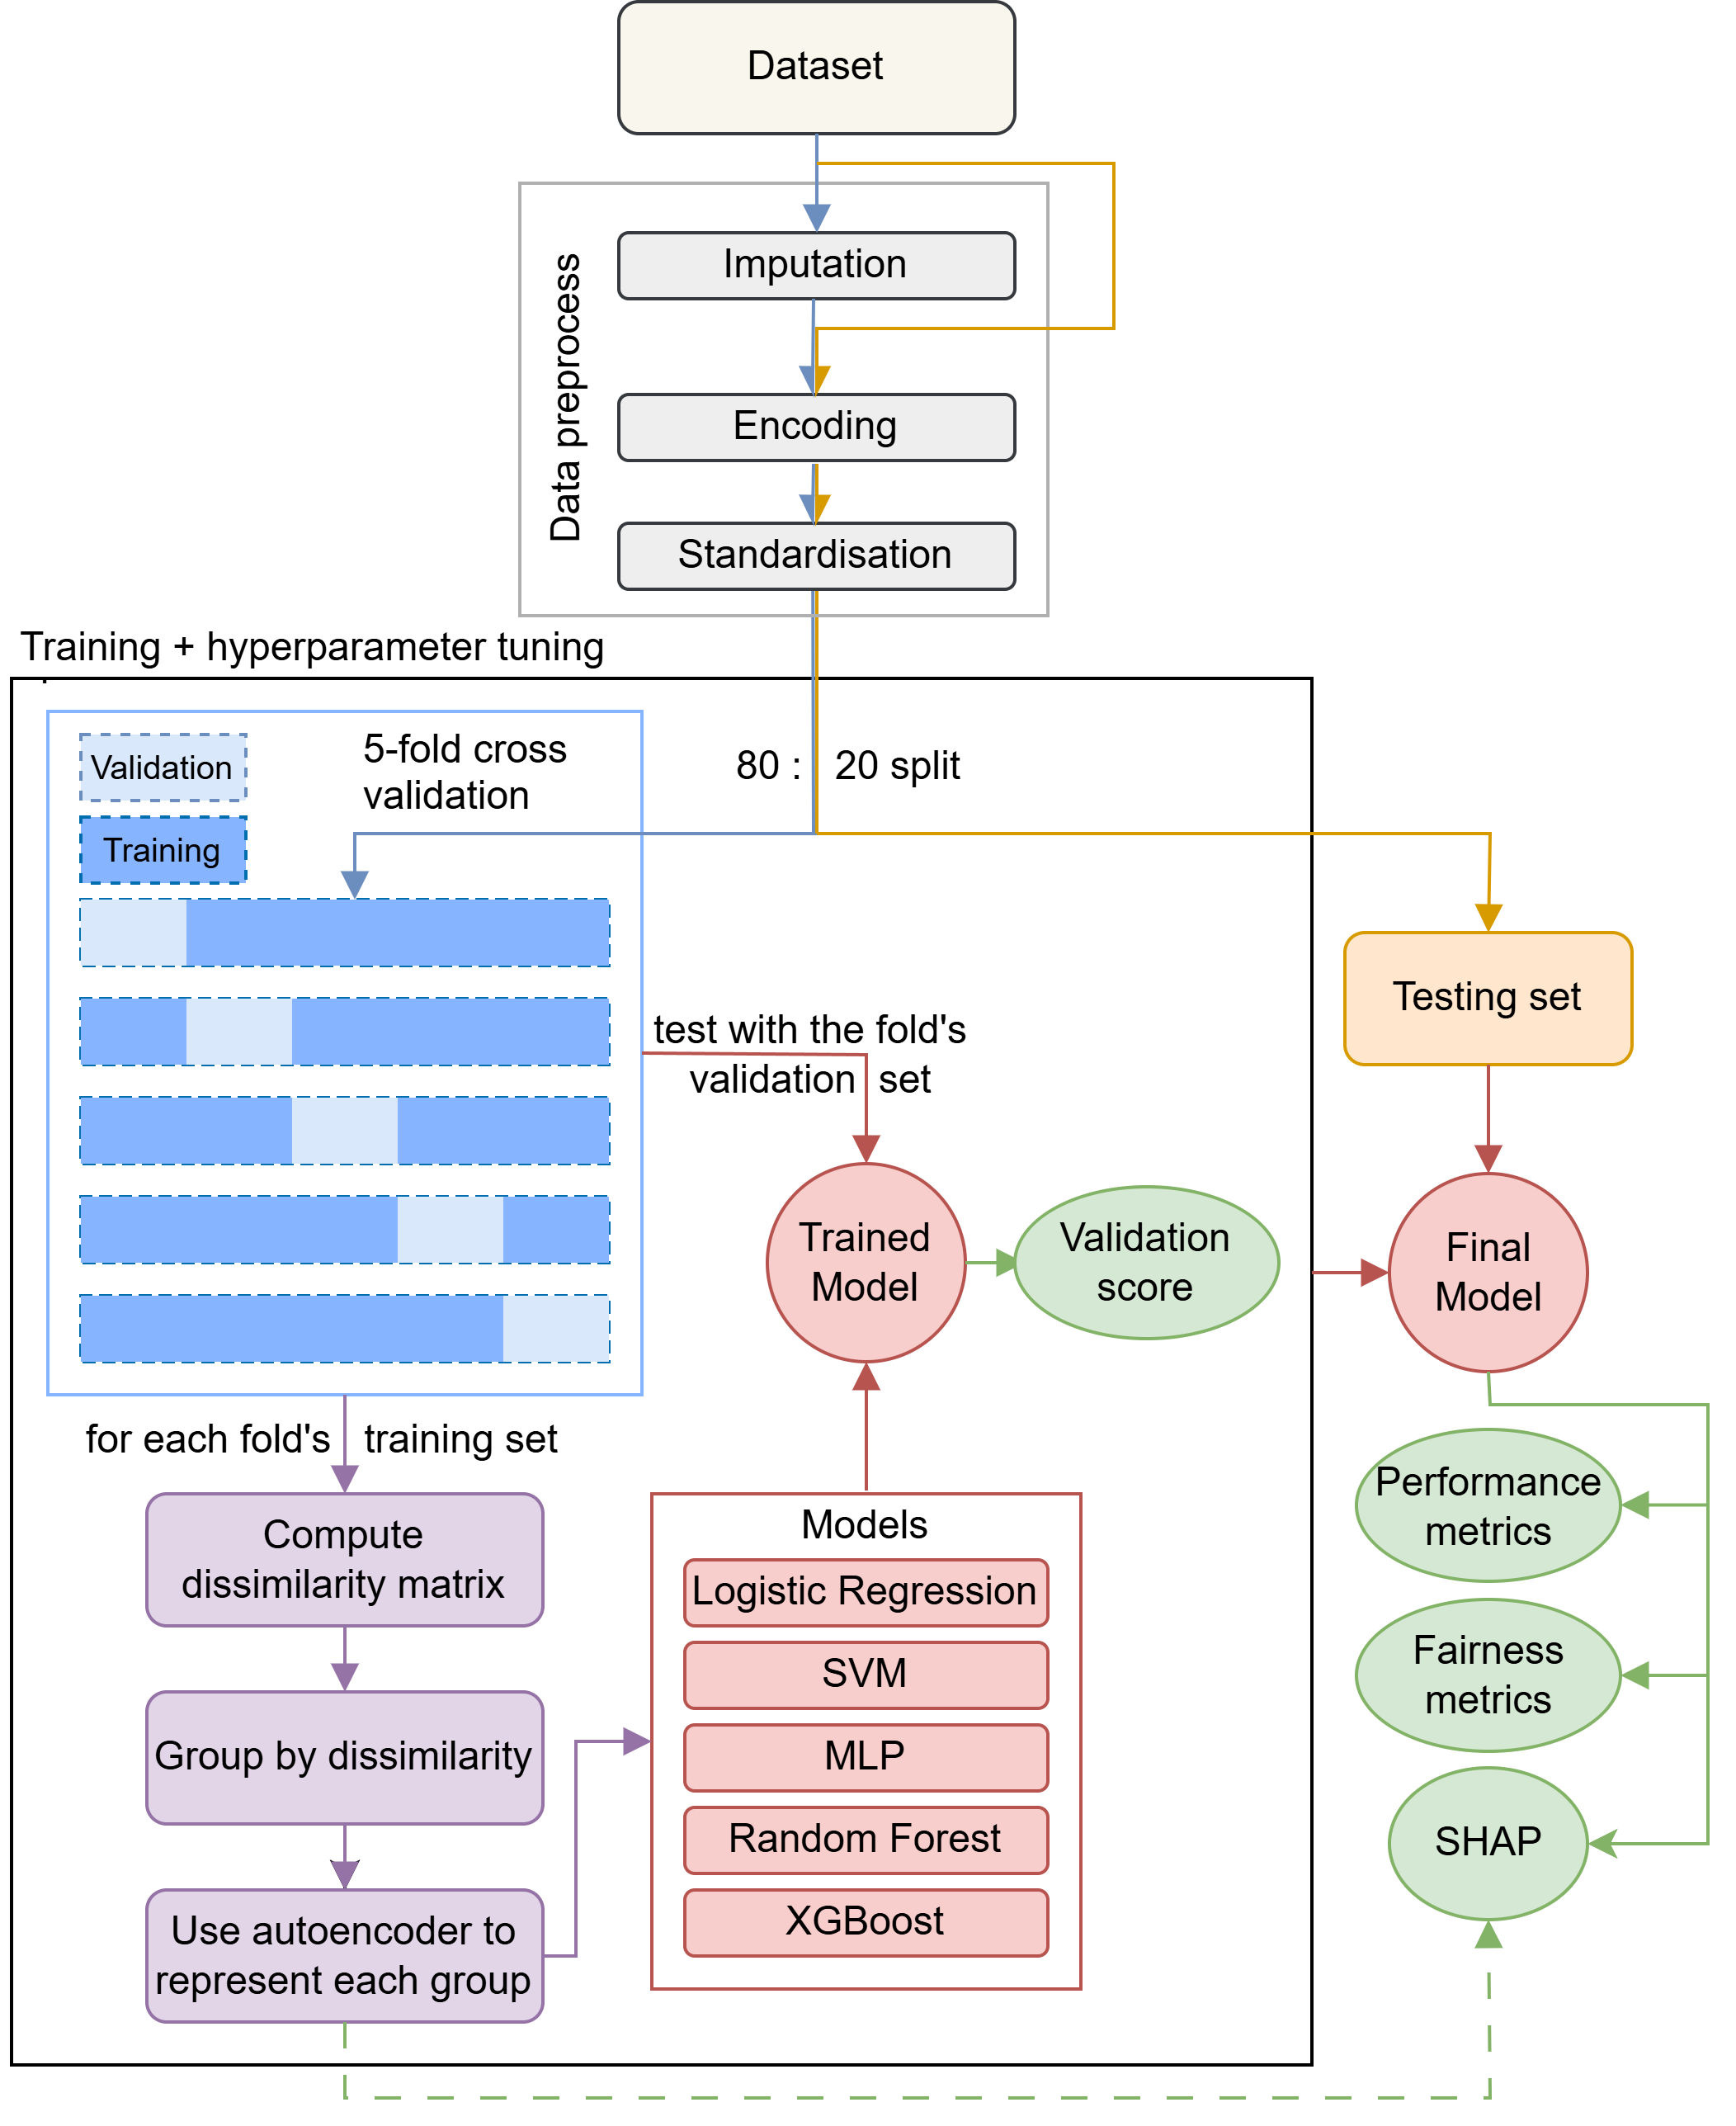 Dataset
Data preprocess
Imputation
Encoding
Standardisation
Training + hyperparameter tuning
Validation
Training
5-fold cross
validation
80 : 20 split
test with the fold's
validation set
Testing set
Trained
Model
Validation
score
Final
Model
for each fold's training set
Compute
dissimilarity matrix
Group by dissimilarity
Use autoencoder to
represent each group
Models
Logistic Regression
SVM
MLP
Random Forest
XGBoost
Performance
metrics
Fairness
metrics
SHAP